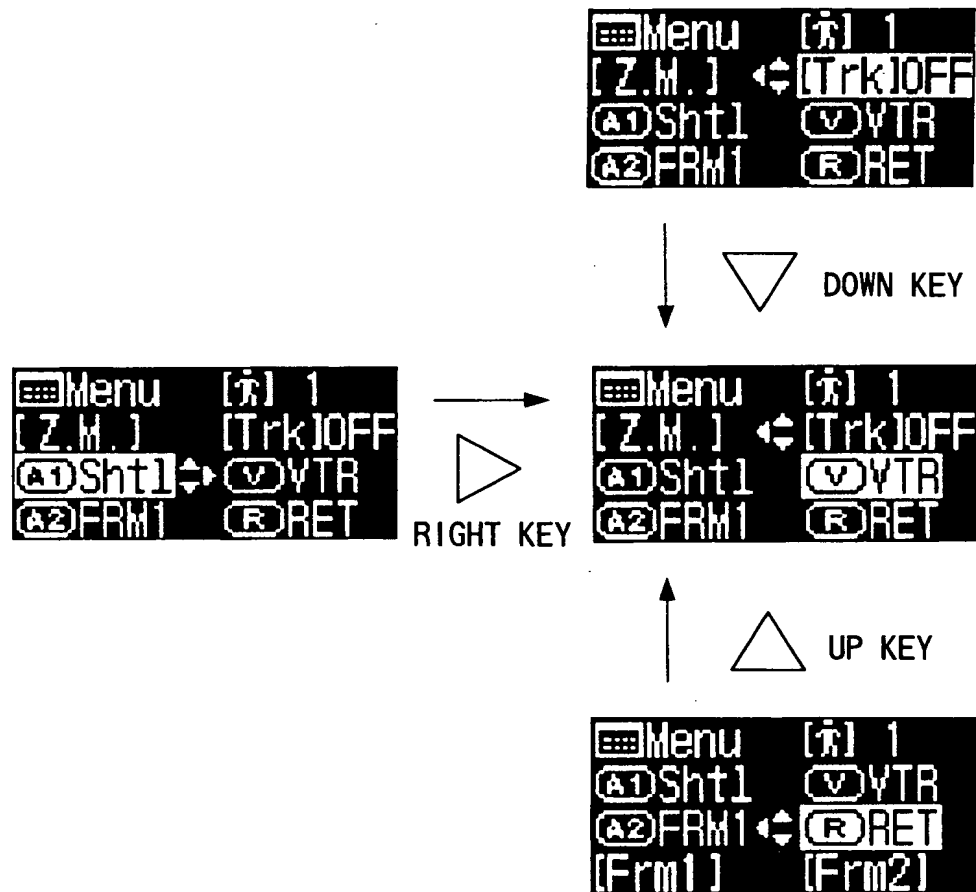 Menu [ ] 1
[ Z.M. ] [Trk]OFF
A1 Shtl V VTR
A2 FRM1 R RET
DOWN KEY
Menu [ ] 1
[ Z.M. ] [Trk]OFF
A1 Shtl V VTR
A2 FRM1 R RET
RIGHT KEY
Menu [ ] 1
[ Z.M. ] [Trk]OFF
A1 Shtl V VTR
A2 FRM1 R RET
UP KEY
Menu [ ] 1
A1 Shtl V VTR
A2 FRM1 R RET
[Frm1] [Frm2]